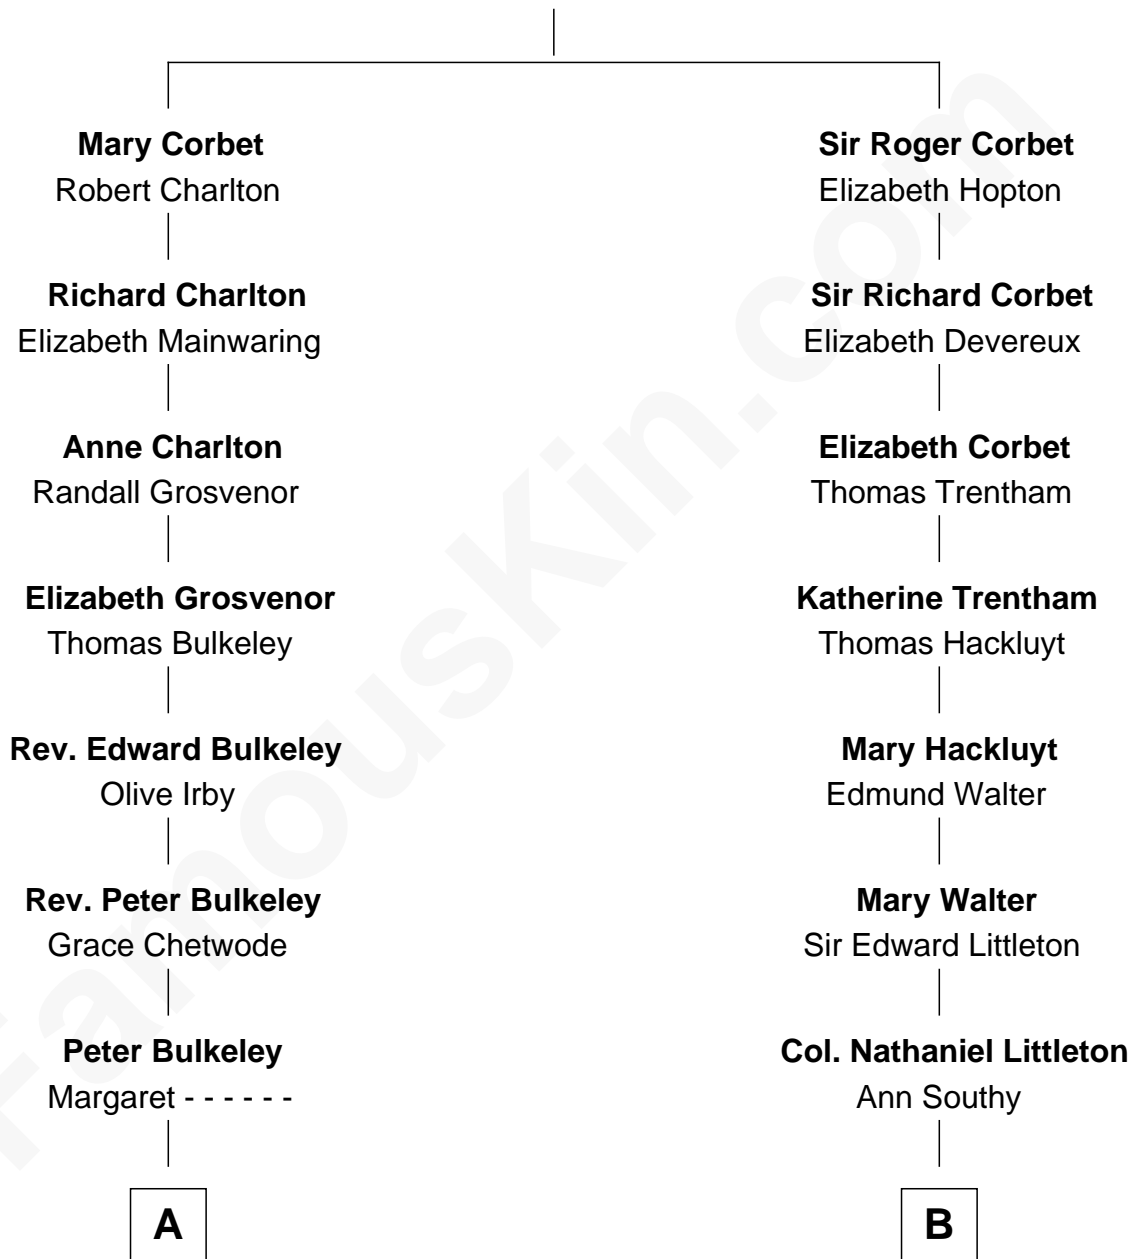 Mary Corbet
Robert Charlton
Richard Charlton
Elizabeth Mainwaring
Anne Charlton
Randall Grosvenor
Elizabeth Grosvenor
Thomas Bulkeley
Rev. Edward Bulkeley
Olive Irby
Rev. Peter Bulkeley
Grace Chetwode
Peter Bulkeley
Margaret - - - - - -
A
Sir Roger Corbet
Elizabeth Hopton
Sir Richard Corbet
Elizabeth Devereux
Elizabeth Corbet
Thomas Trentham
Katherine Trentham
Thomas Hackluyt
Mary Hackluyt
Edmund Walter
Mary Walter
Sir Edward Littleton
Col. Nathaniel Littleton
Ann Southy
B
FamousKin.com